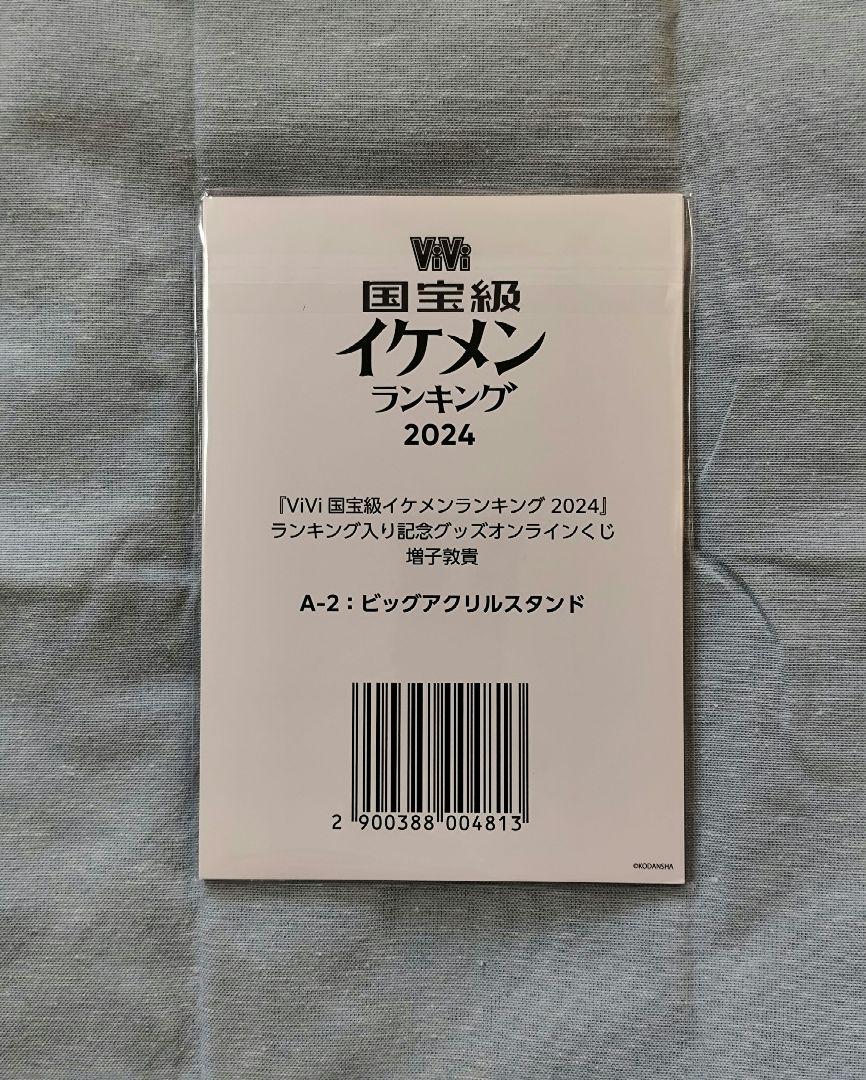 ViVi
国宝級
イケメン
ランキング
2024
『ViVi 国宝級イケメンランキング 2024』
ランキング入り記念グッズオンラインくじ
増子敦貴
A-2：ビッグアクリルスタンド
2 900388 004813
©KODANSHA